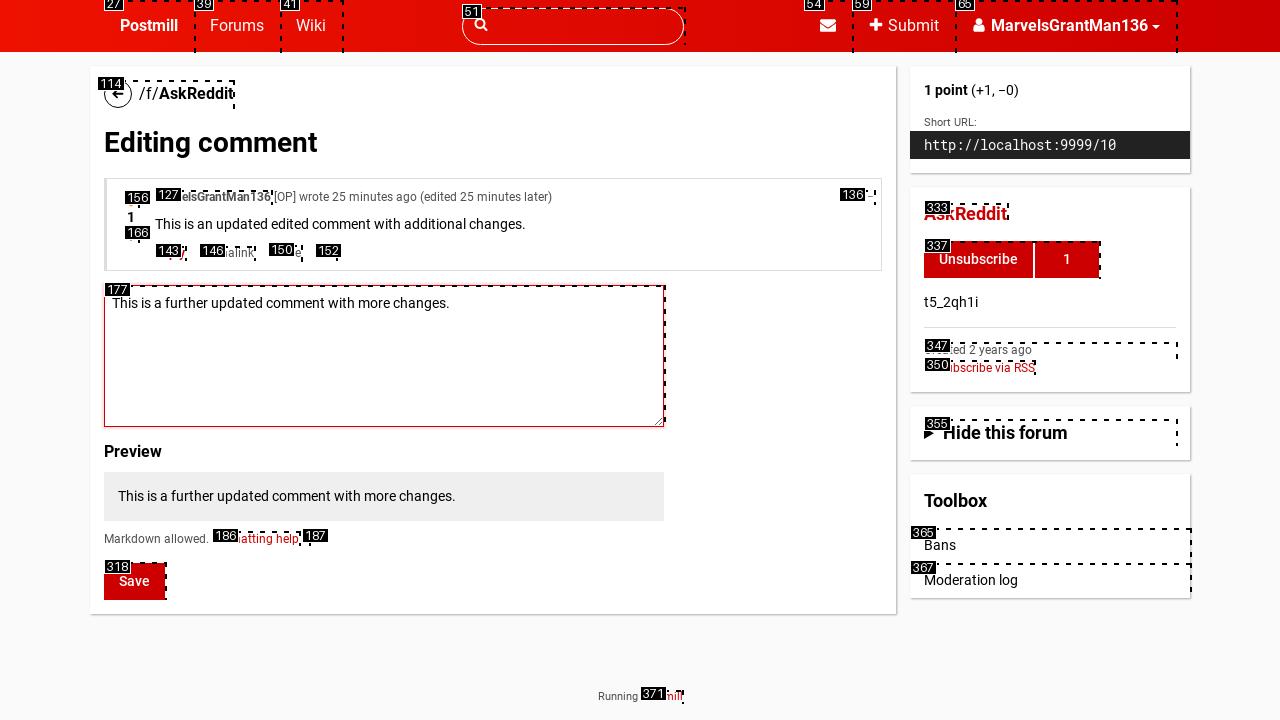 27 39 41 51 54 59 65
Postmill Forums Wiki Submit MarvelsGrantMan136
114
/f/AskReddit
Editing comment
156 127 elsGrantMan136 [OP] wrote 25 minutes ago (edited 25 minutes later) 136 –
1 This is an updated edited comment with additional changes.
166 143 146 alink 150 e 152
177
This is a further updated comment with more changes.
Preview
This is a further updated comment with more changes.
Markdown allowed. 186 atting help 187
318
Save
1 point (+1, −0)
Short URL:
http://localhost:9999/10
333
AskReddit
337
Unsubscribe 1
t5_2qh1i
347 ted 2 years ago
350 bscribe via RSS
355
Hide this forum
Toolbox
365
Bans
367
Moderation log
Running 371 mill